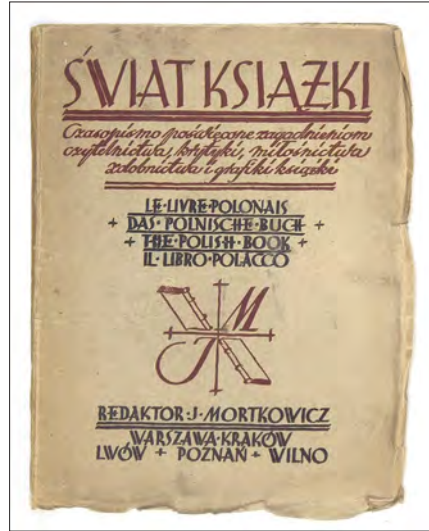 ŚWIAT KSIĄŻKI
Czasopismo poświęcone zagadnieniom
czytelnictwa, krytyki, miłośnictwa
zdobnictwa i grafiki książki
LE·LIVRE·POLONAIS
+ DAS·POLNISCHE·BUCH +
+ THE·POLISH·BOOK +
IL·LIBRO·POLACCO
J M
REDAKTOR:J·MORTKOWICZ
WARSZAWA·KRAKÓW
LWÓW + POZNAŃ + WILNO